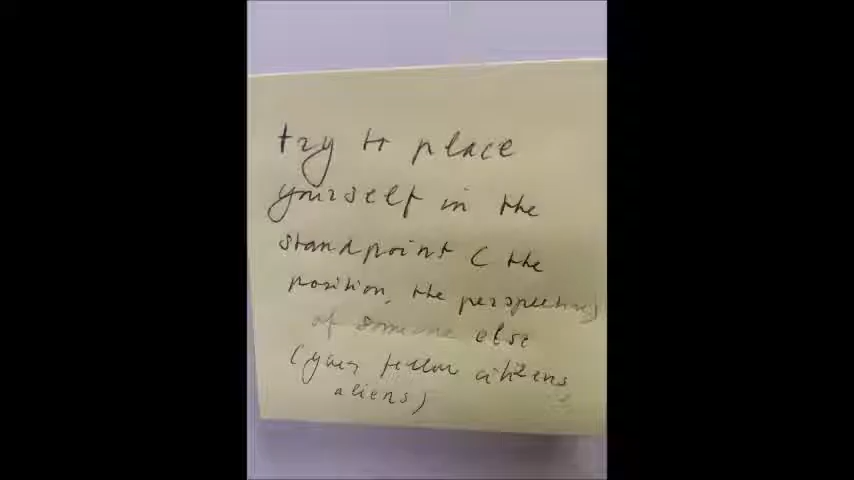 try to place
yourself in the
standpoint ( the
position, the perspective)
of someone else
(your fellow citizens
aliens)